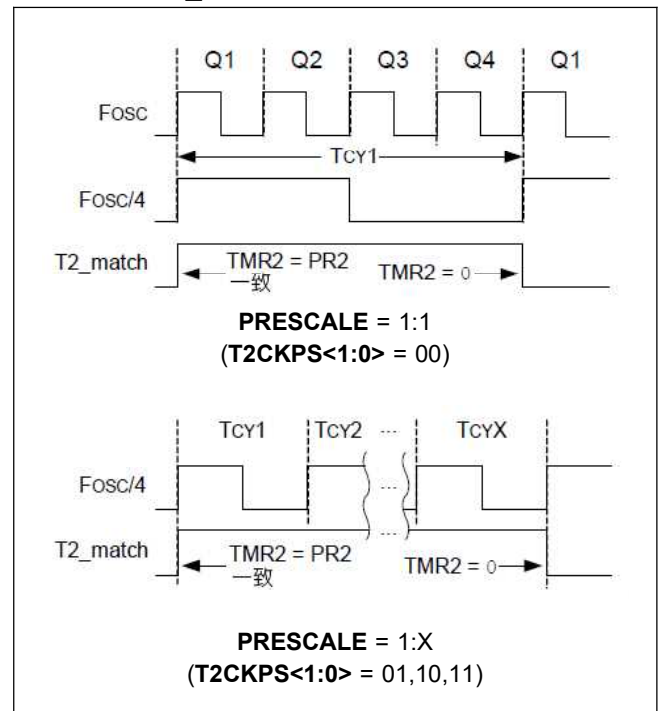 Q1 Q2 Q3 Q4 Q1
FOSC
TCY1
FOSC/4
T2_match
TMR2 = PR2
一致
TMR2 = 0
PRESCALE = 1:1
(T2CKPS<1:0> = 00)
TCY1 TCY2 ... TCYX
FOSC/4
...
T2_match
...
TMR2 = PR2
一致
TMR2 = 0
PRESCALE = 1:X
(T2CKPS<1:0> = 01,10,11)